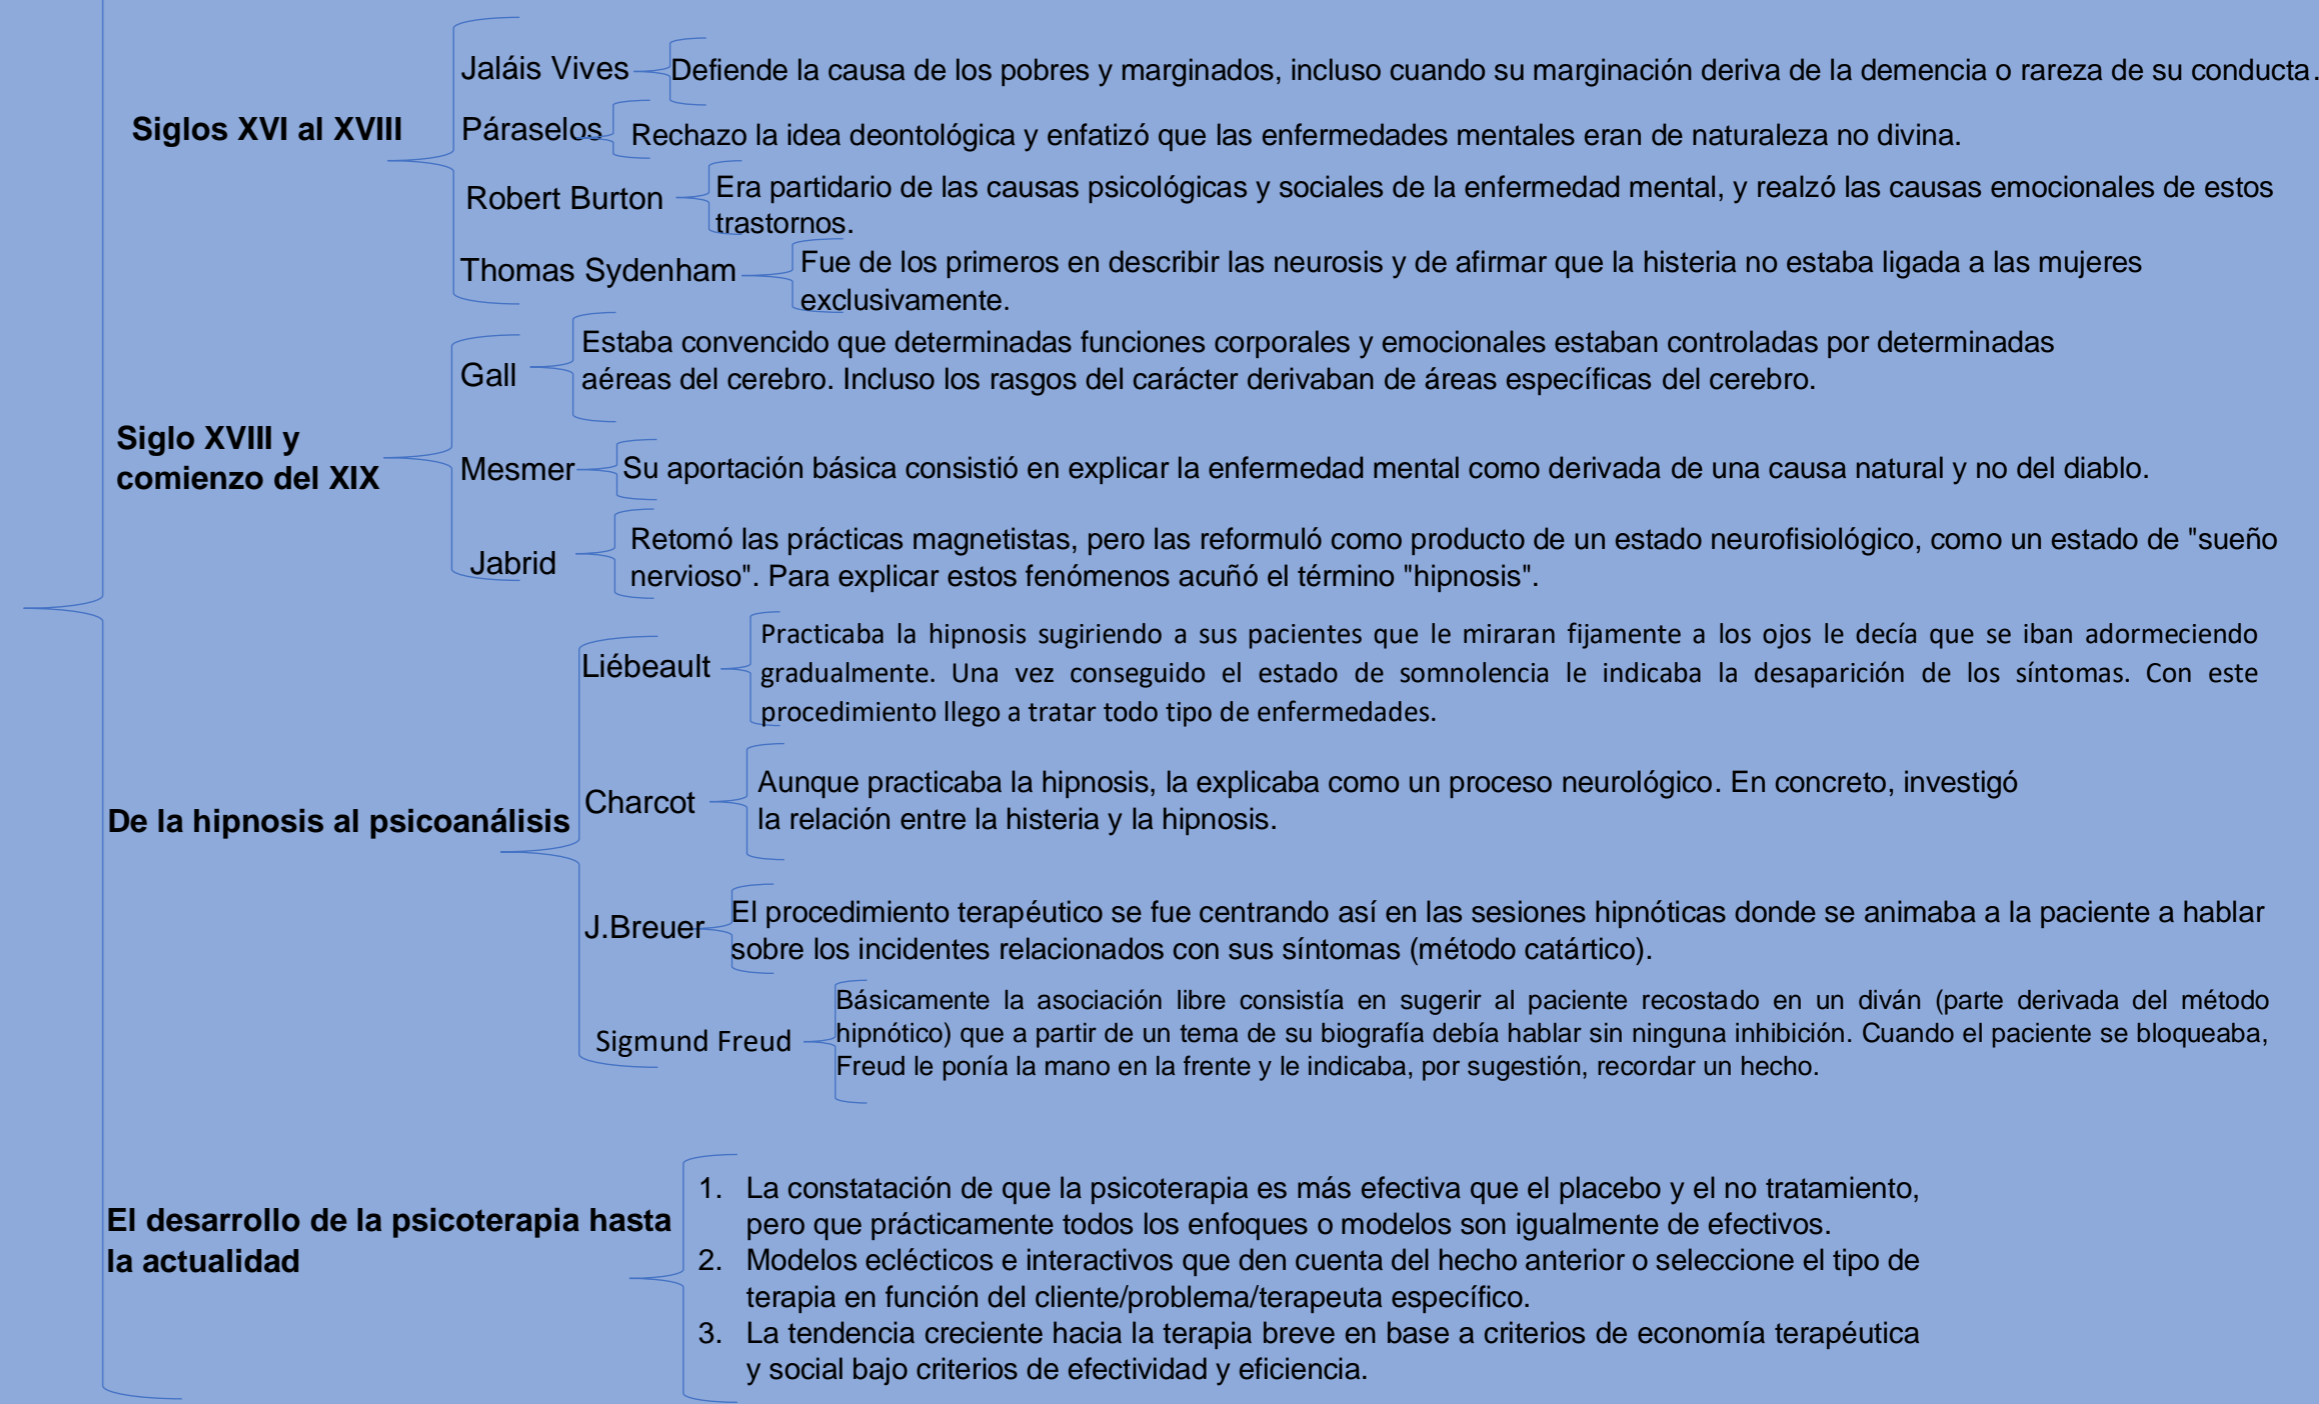 Siglos XVI al XVIII
Jaláis Vives
Defiende la causa de los pobres y marginados, incluso cuando su marginación deriva de la demencia o rareza de su conducta.
Páraselos
Rechazo la idea deontológica y enfatizó que las enfermedades mentales eran de naturaleza no divina.
Robert Burton
Era partidario de las causas psicológicas y sociales de la enfermedad mental, y realzó las causas emocionales de estos
trastornos.
Thomas Sydenham
Fue de los primeros en describir las neurosis y de afirmar que la histeria no estaba ligada a las mujeres
exclusivamente.
Siglo XVIII y
comienzo del XIX
Gall
Estaba convencido que determinadas funciones corporales y emocionales estaban controladas por determinadas
aéreas del cerebro. Incluso los rasgos del carácter derivaban de áreas específicas del cerebro.
Mesmer
Su aportación básica consistió en explicar la enfermedad mental como derivada de una causa natural y no del diablo.
Jabrid
Retomó las prácticas magnetistas, pero las reformuló como producto de un estado neurofisiológico, como un estado de "sueño
nervioso". Para explicar estos fenómenos acuñó el término "hipnosis".
De la hipnosis al psicoanálisis
Liébeault
Practicaba la hipnosis sugiriendo a sus pacientes que le miraran fijamente a los ojos le decía que se iban adormeciendo
gradualmente. Una vez conseguido el estado de somnolencia le indicaba la desaparición de los síntomas. Con este
procedimiento llego a tratar todo tipo de enfermedades.
Charcot
Aunque practicaba la hipnosis, la explicaba como un proceso neurológico. En concreto, investigó
la relación entre la histeria y la hipnosis.
J.Breuer
El procedimiento terapéutico se fue centrando así en las sesiones hipnóticas donde se animaba a la paciente a hablar
sobre los incidentes relacionados con sus síntomas (método catártico).
Sigmund Freud
Básicamente la asociación libre consistía en sugerir al paciente recostado en un diván (parte derivada del método
hipnótico) que a partir de un tema de su biografía debía hablar sin ninguna inhibición. Cuando el paciente se bloqueaba,
Freud le ponía la mano en la frente y le indicaba, por sugestión, recordar un hecho.
El desarrollo de la psicoterapia hasta
la actualidad
1. La constatación de que la psicoterapia es más efectiva que el placebo y el no tratamiento,
pero que prácticamente todos los enfoques o modelos son igualmente de efectivos.
2. Modelos eclécticos e interactivos que den cuenta del hecho anterior o seleccione el tipo de
terapia en función del cliente/problema/terapeuta específico.
3. La tendencia creciente hacia la terapia breve en base a criterios de economía terapéutica
y social bajo criterios de efectividad y eficiencia.